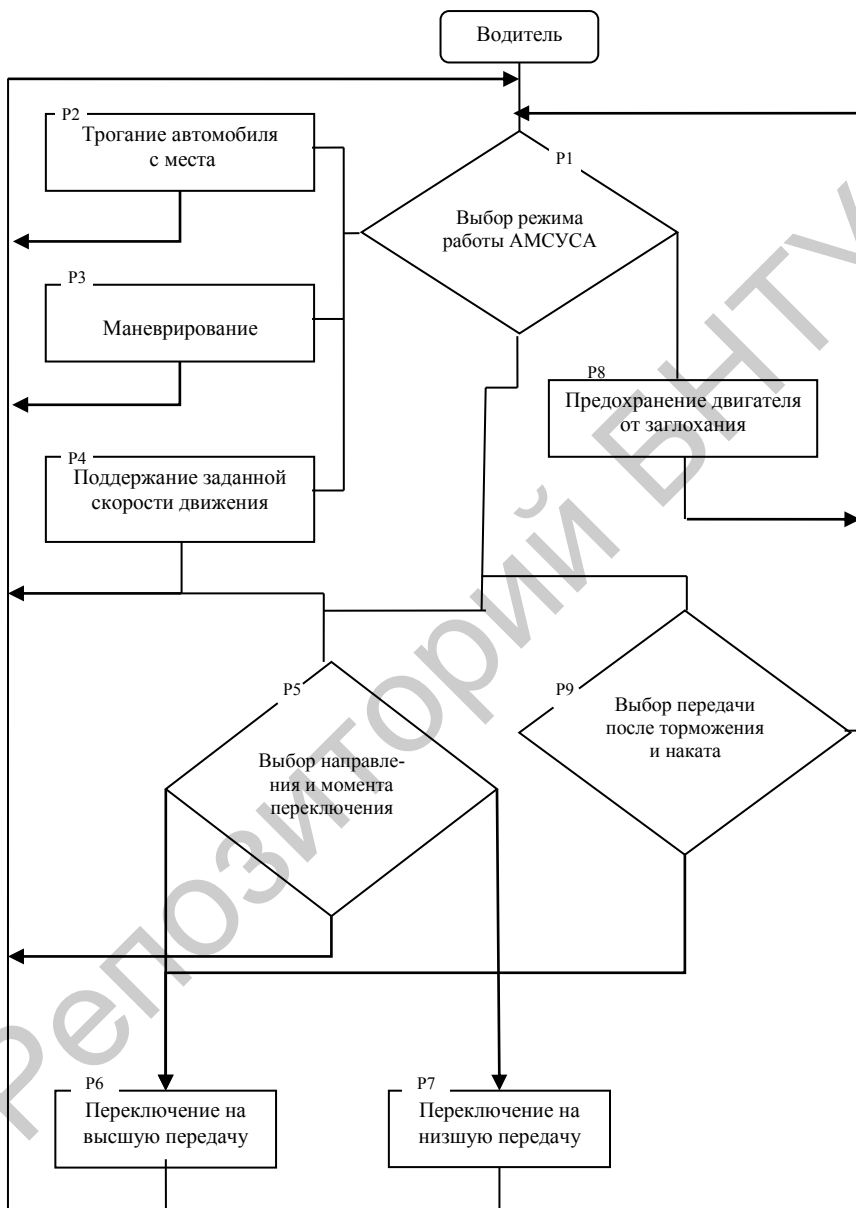 Водитель
P2
Трогание автомобиля
с места
P1
Выбор режима
работы АМСУСА
P3
Маневрирование
P8
Предохранение двигателя
от заглохания
P4
Поддержание заданной
скорости движения
P5
Выбор направле-
ния и момента
переключения
P9
Выбор передачи
после торможения
и наката
P6
Переключение на
высшую передачу
P7
Переключение на
низшую передачу
Репозиторий БНТУ